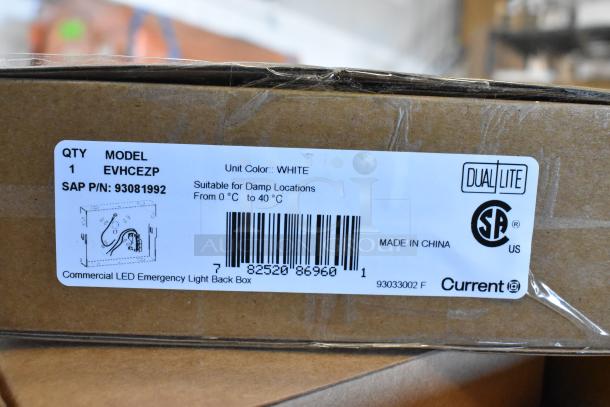 QTY MODEL
1 EVHCEZP
SAP P/N: 93081992
Unit Color:: WHITE
Suitable for Damp Locations
From 0 °C to 40 °C
DUAL LITE
SA ® US
MADE IN CHINA
7 82520 86960 1
Commercial LED Emergency Light Back Box
93033002 F
Current